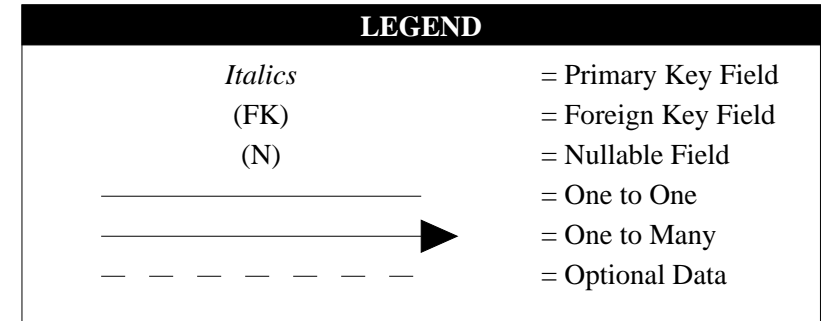 LEGEND
Italics = Primary Key Field
(FK) = Foreign Key Field
(N) = Nullable Field
= One to One
= One to Many
= Optional Data